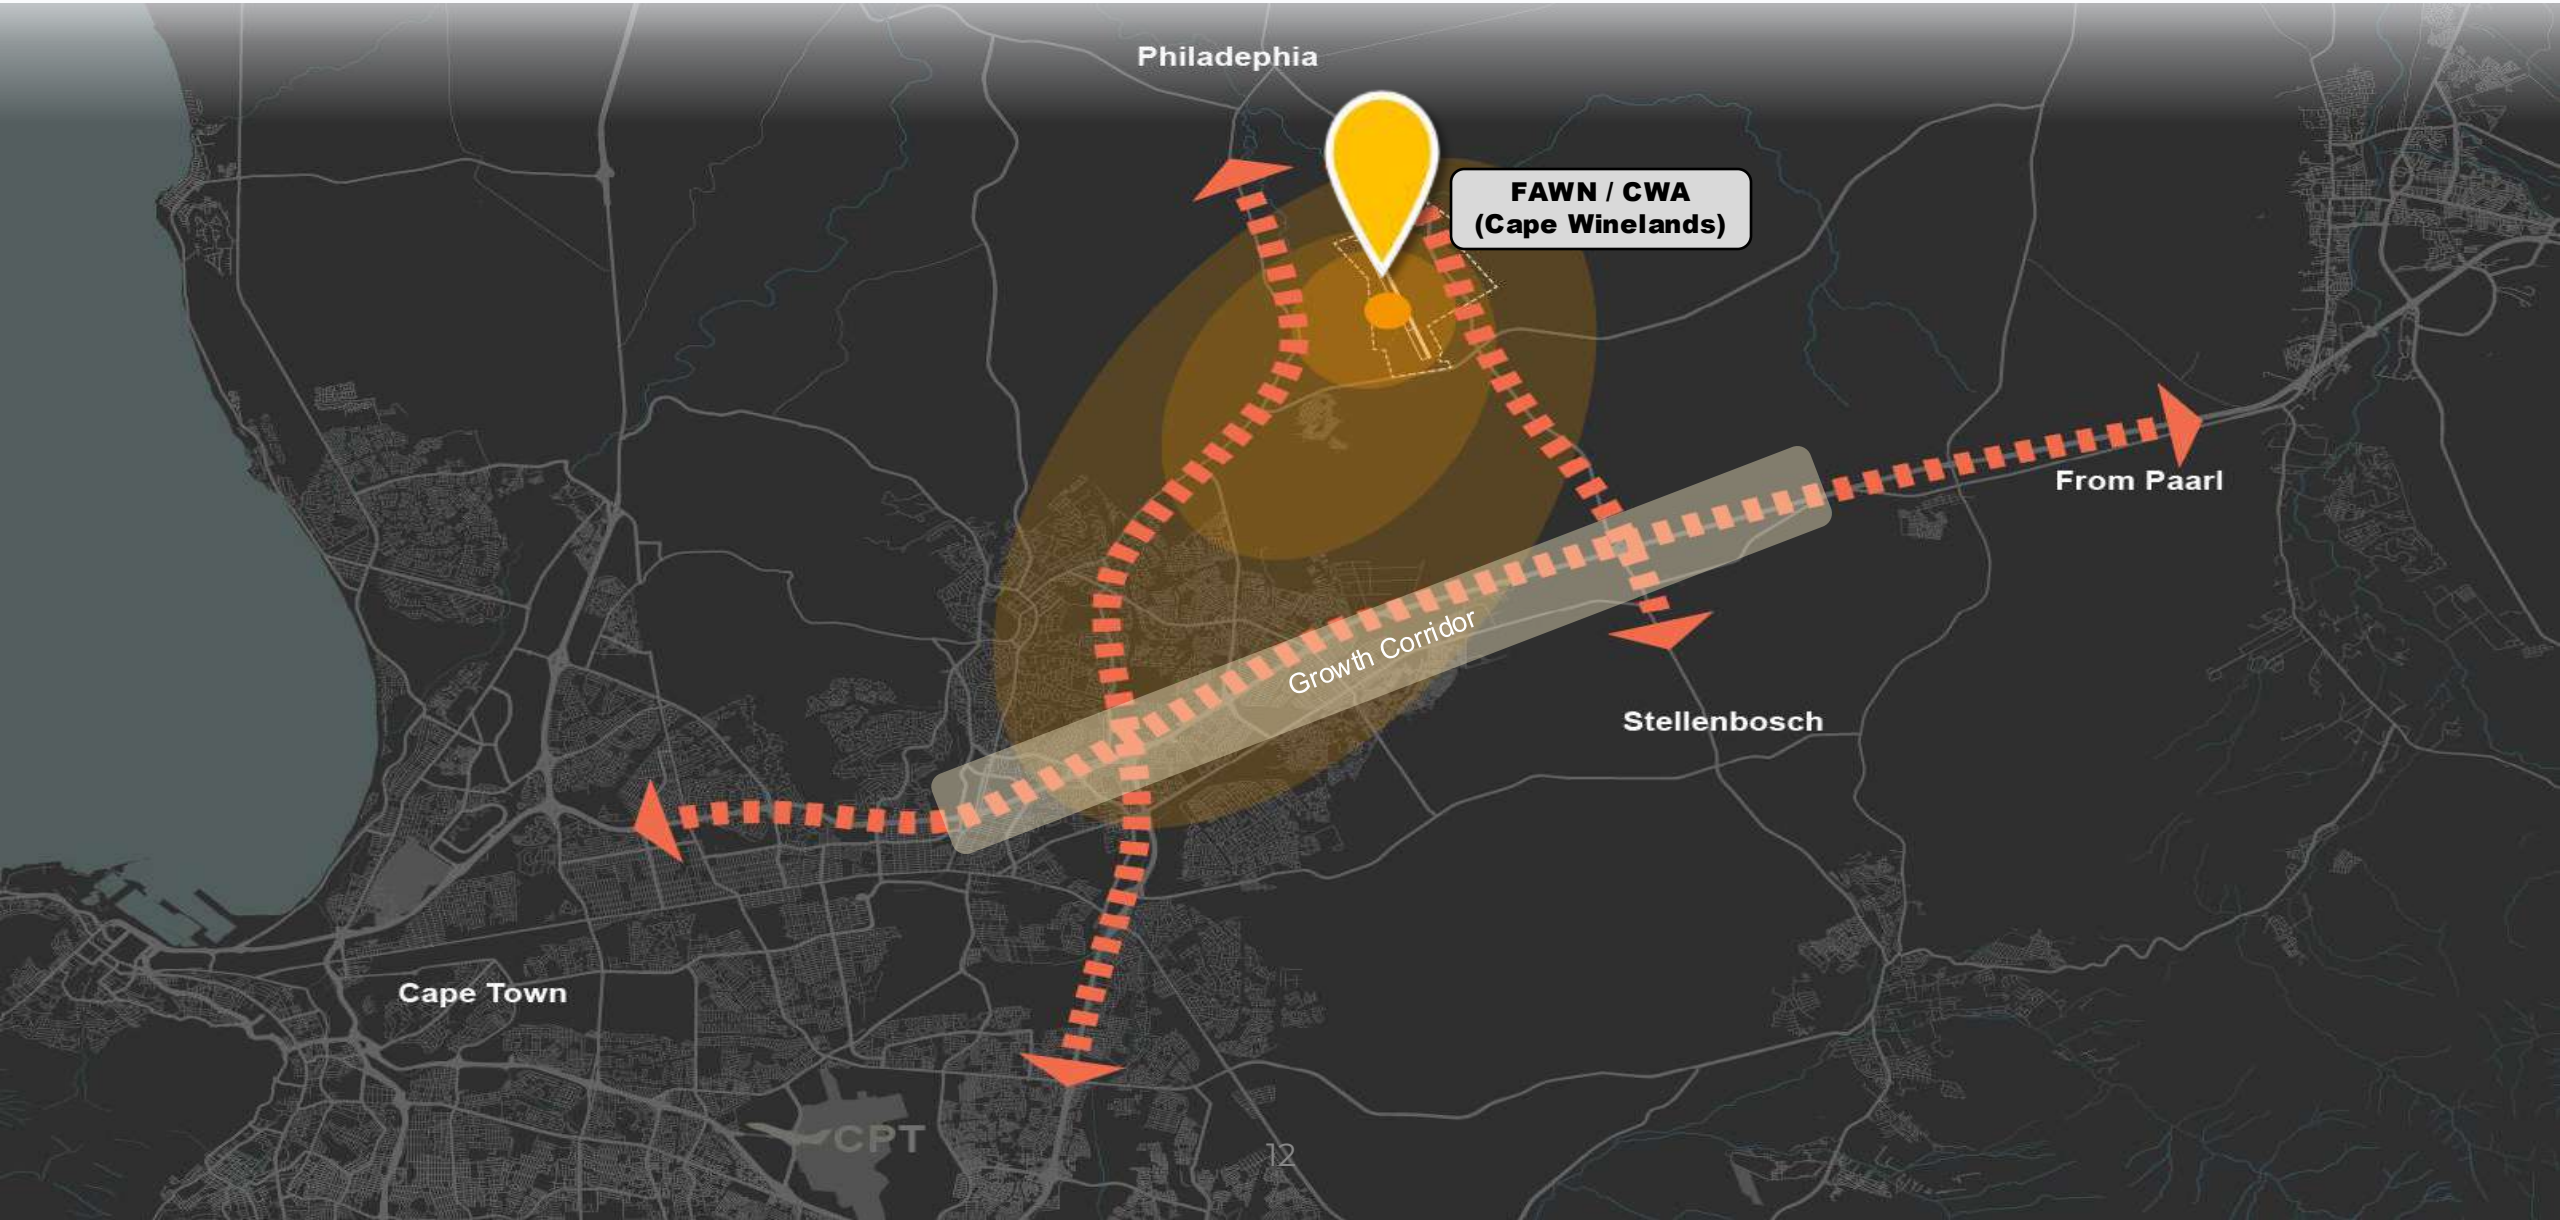 Philadephia
FAWN / CWA
(Cape Winelands)
From Paarl
Growth Corridor
Stellenbosch
Cape Town
CPT
12